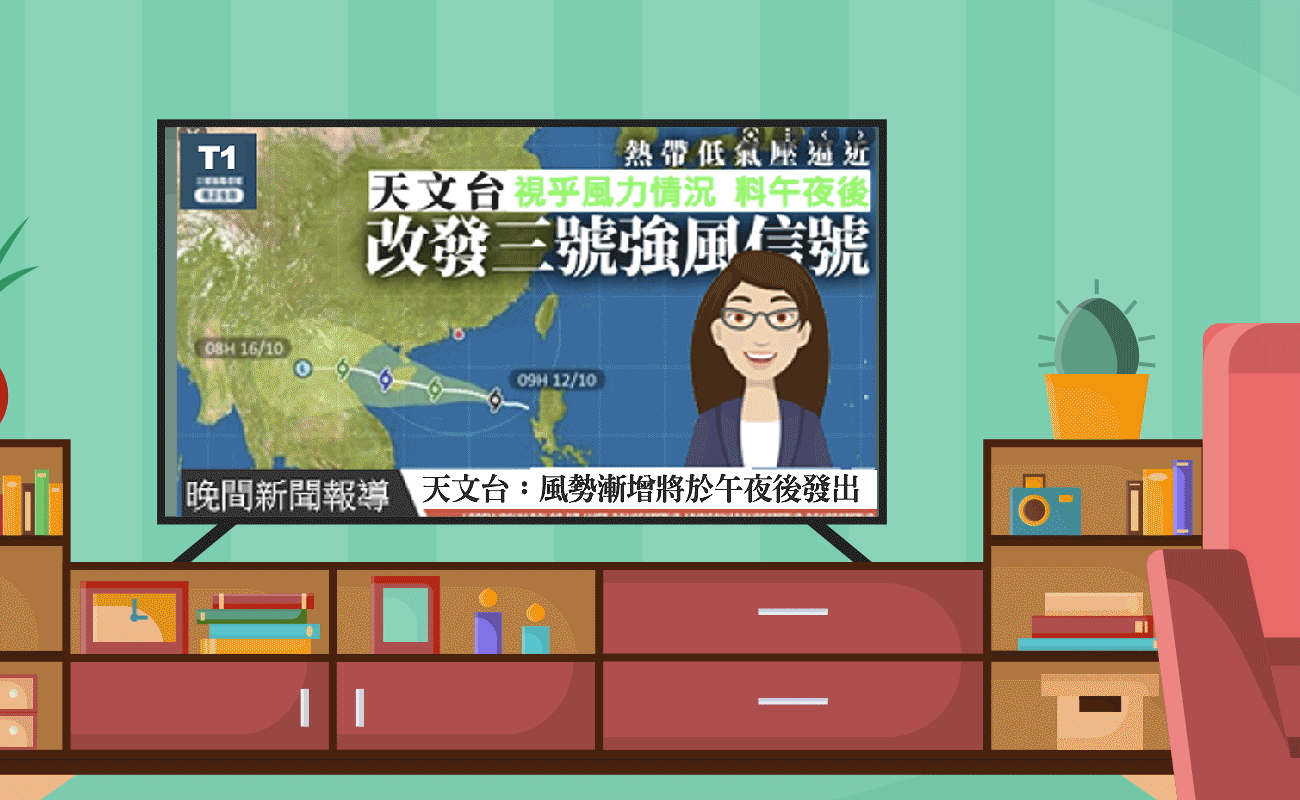 T1
熱帶低氣壓逼近
天文台 視乎風力情況 料午夜後
改發三號強風信號
08H 16/10
09H 12/10
晚間新聞報導
天文台：風勢漸增將於午夜後發出